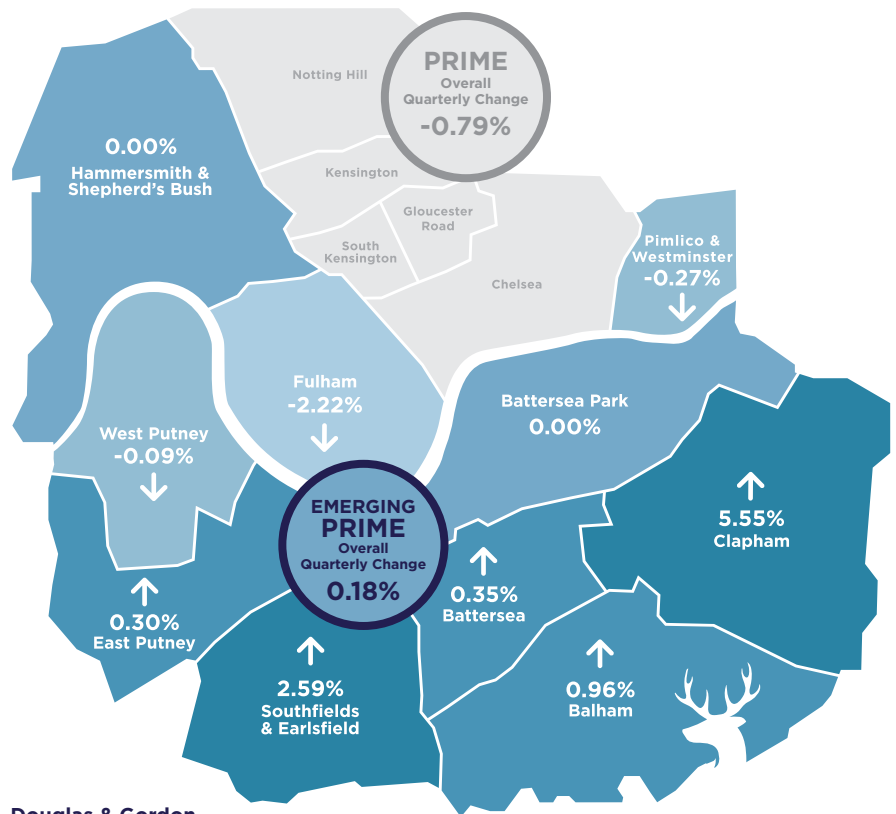 PRIME
Overall
Quarterly Change
-0.79%
Notting Hill
0.00%
Hammersmith &
Shepherd's Bush
Kensington
Gloucester
Road
South
Kensington
Chelsea
Pimlico &
Westminster
-0.27%
Fulham
-2.22%
Battersea Park
0.00%
West Putney
-0.09%
EMERGING
PRIME
Overall
Quarterly Change
0.18%
5.55%
Clapham
0.35%
Battersea
0.30%
East Putney
2.59%
Southfields
& Earlsfield
0.96%
Balham
Douglas & Gordon